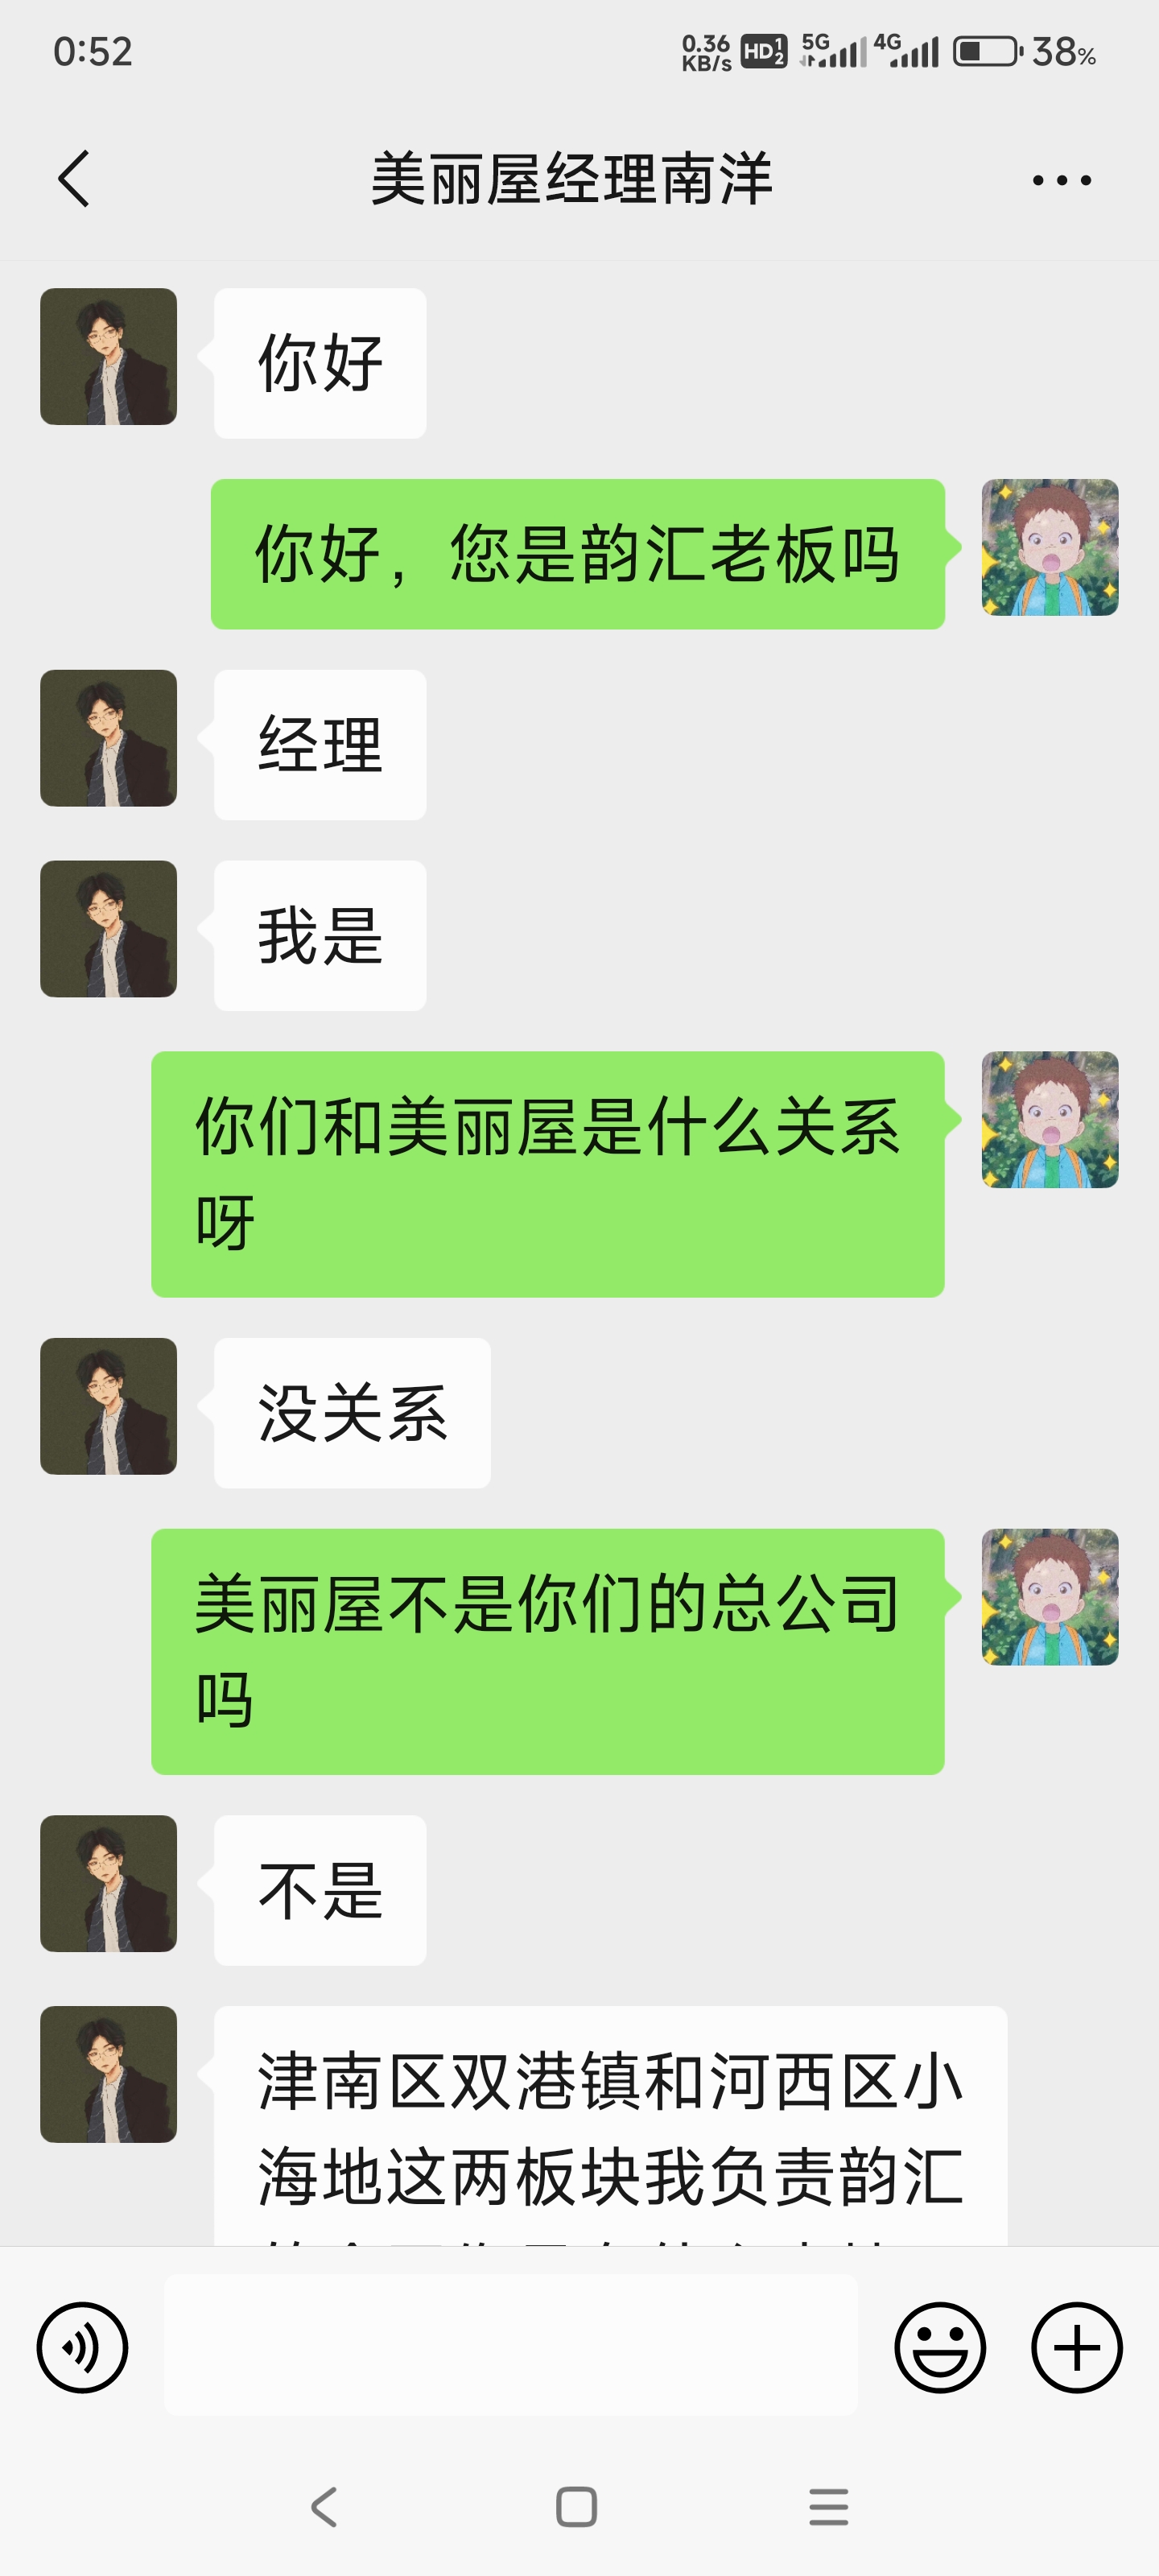 0:52
0.36 KB/s HD 1 2 5G 4G 38%
美丽屋经理南洋
你好
你好，您是韵汇老板吗
经理
我是
你们和美丽屋是什么关系
呀
没关系
美丽屋不是你们的总公司
吗
不是
津南区双港镇和河西区小
海地这两板块我负责韵汇